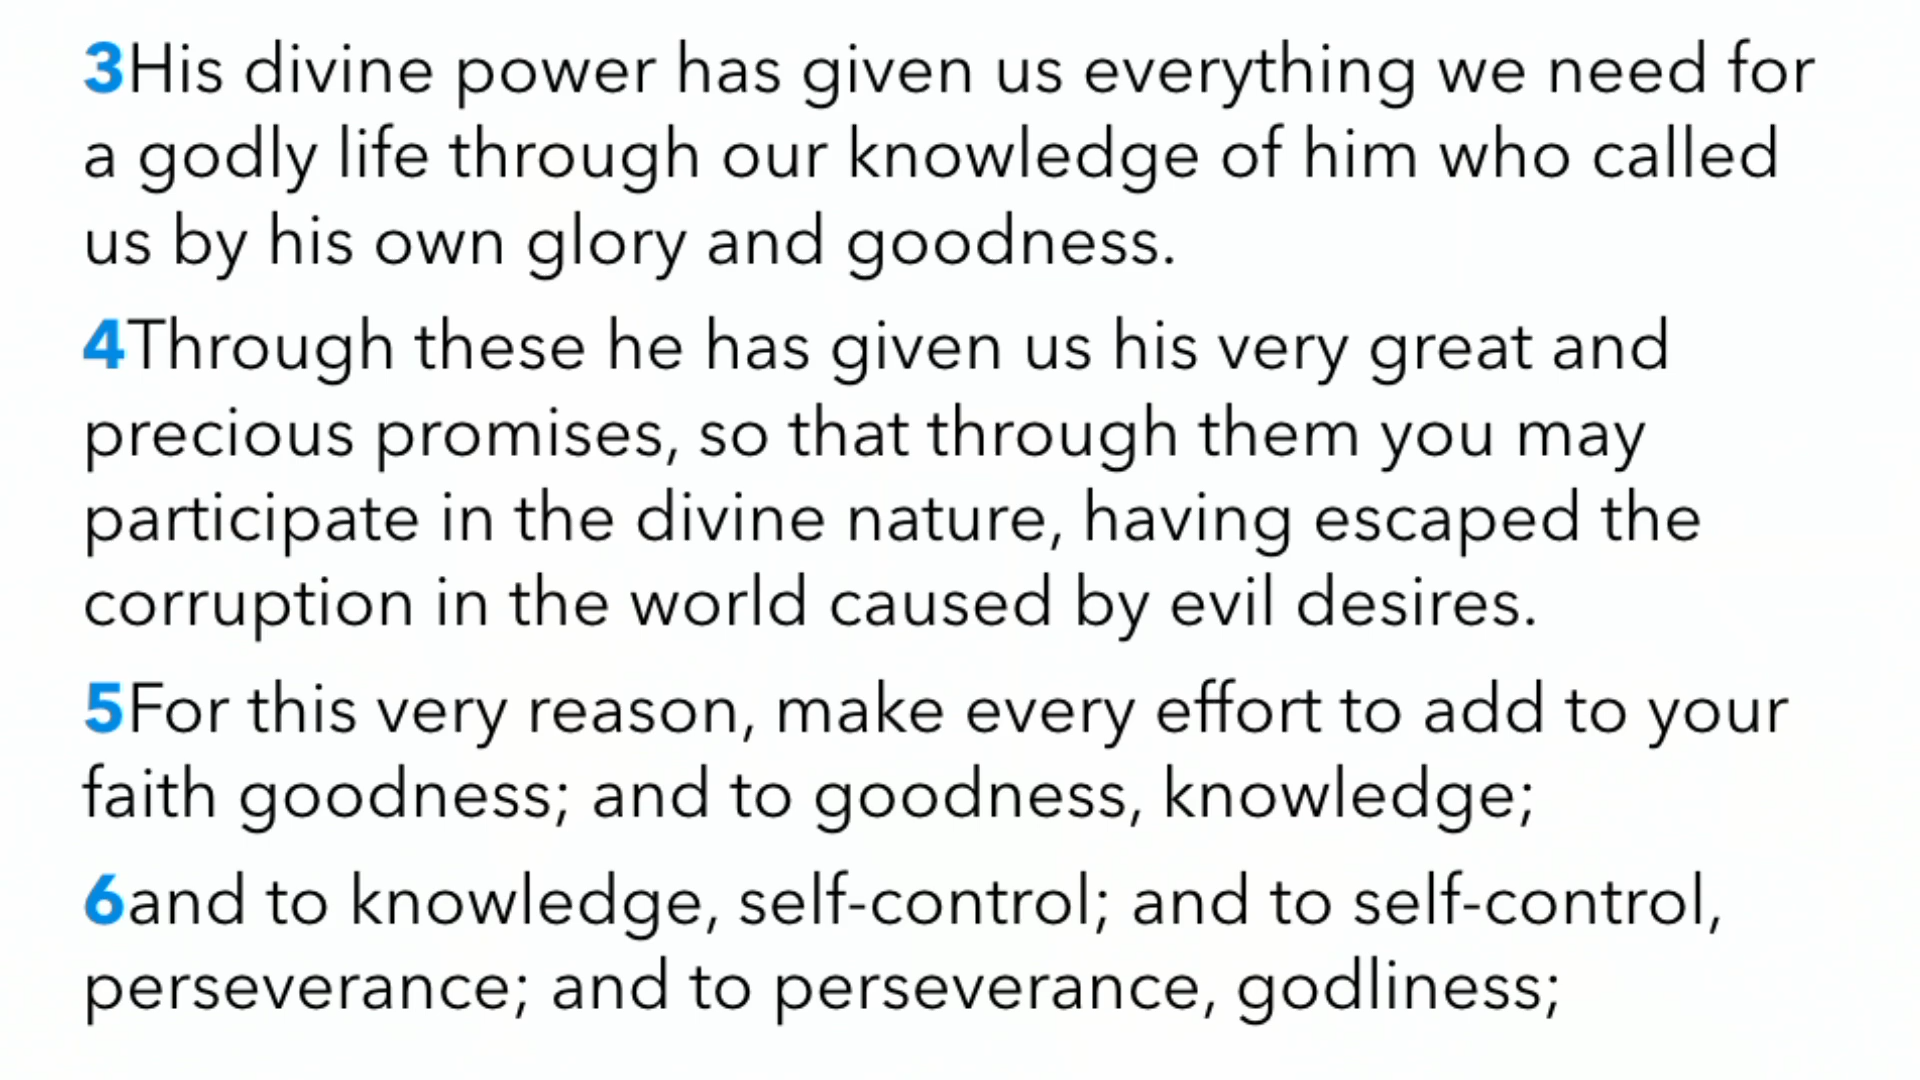 3His divine power has given us everything we need for
a godly life through our knowledge of him who called
us by his own glory and goodness.
4Through these he has given us his very great and
precious promises, so that through them you may
participate in the divine nature, having escaped the
corruption in the world caused by evil desires.
5For this very reason, make every effort to add to your
faith goodness; and to goodness, knowledge;
6and to knowledge, self-control; and to self-control,
perseverance; and to perseverance, godliness;